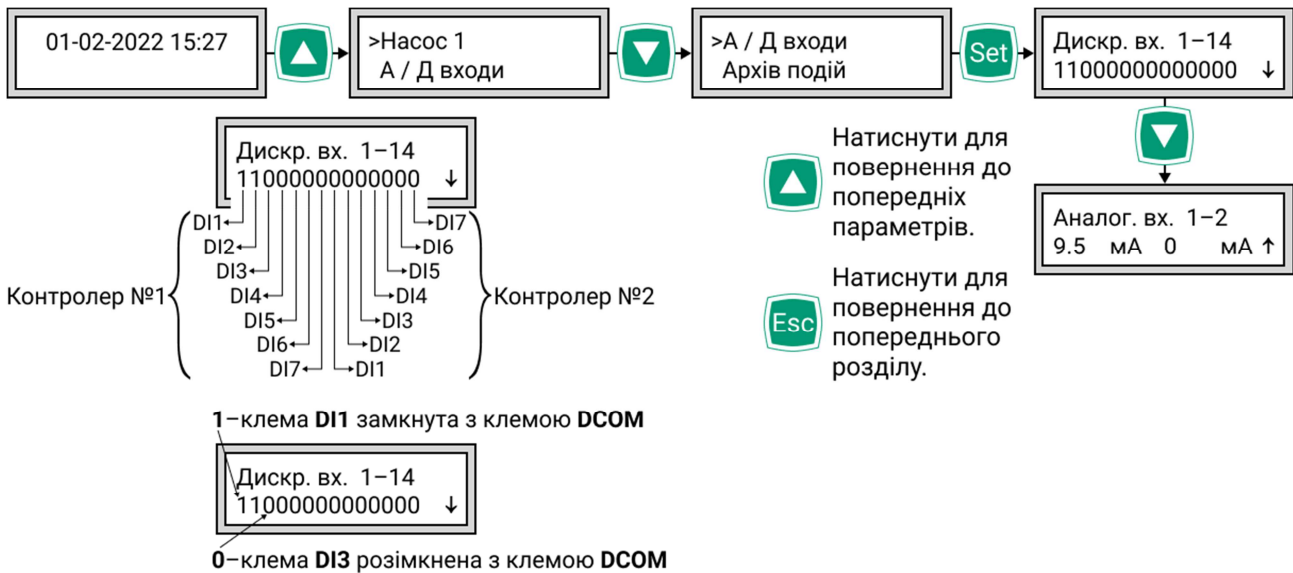 01-02-2022 15:27
>Насос 1
А / Д входи
>А / Д входи
Архів подій
Set
Дискр. вх. 1–14
11000000000000 ↓
Дискр. вх. 1–14
11000000000000 ↓
DI1
DI2
DI3
DI4
DI5
DI6
DI7
DI7
DI6
DI5
DI4
DI3
DI2
DI1
Контролер №1
Контролер №2
Натиснути для
повернення до
попередніх
параметрів.
Аналог. вх. 1–2
9.5 мА 0 мА ↑
Esc
Натиснути для
повернення до
попереднього
розділу.
1–клема DI1 замкнута з клемою DCOM
Дискр. вх. 1–14
11000000000000 ↓
0–клема DI3 розімкнена з клемою DCOM